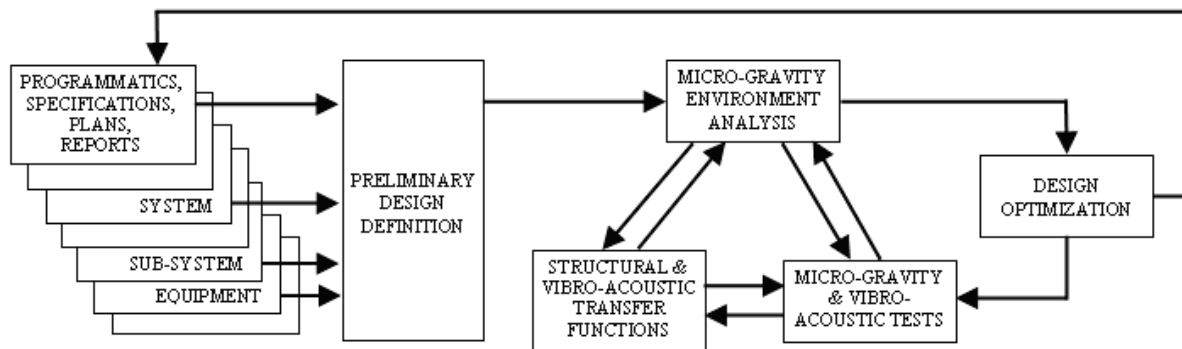 PROGRAMMATICS,
SPECIFICATIONS,
PLANS,
REPORTS
SYSTEM
SUB-SYSTEM
EQUIPMENT
PRELIMINARY
DESIGN
DEFINITION
MICRO-GRAVITY
ENVIRONMENT
ANALYSIS
STRUCTURAL &
VIBRO-ACOUSTIC
TRANSFER
FUNCTIONS
MICRO-GRAVITY
& VIBRO-
ACOUSTIC TESTS
DESIGN
OPTIMIZATION